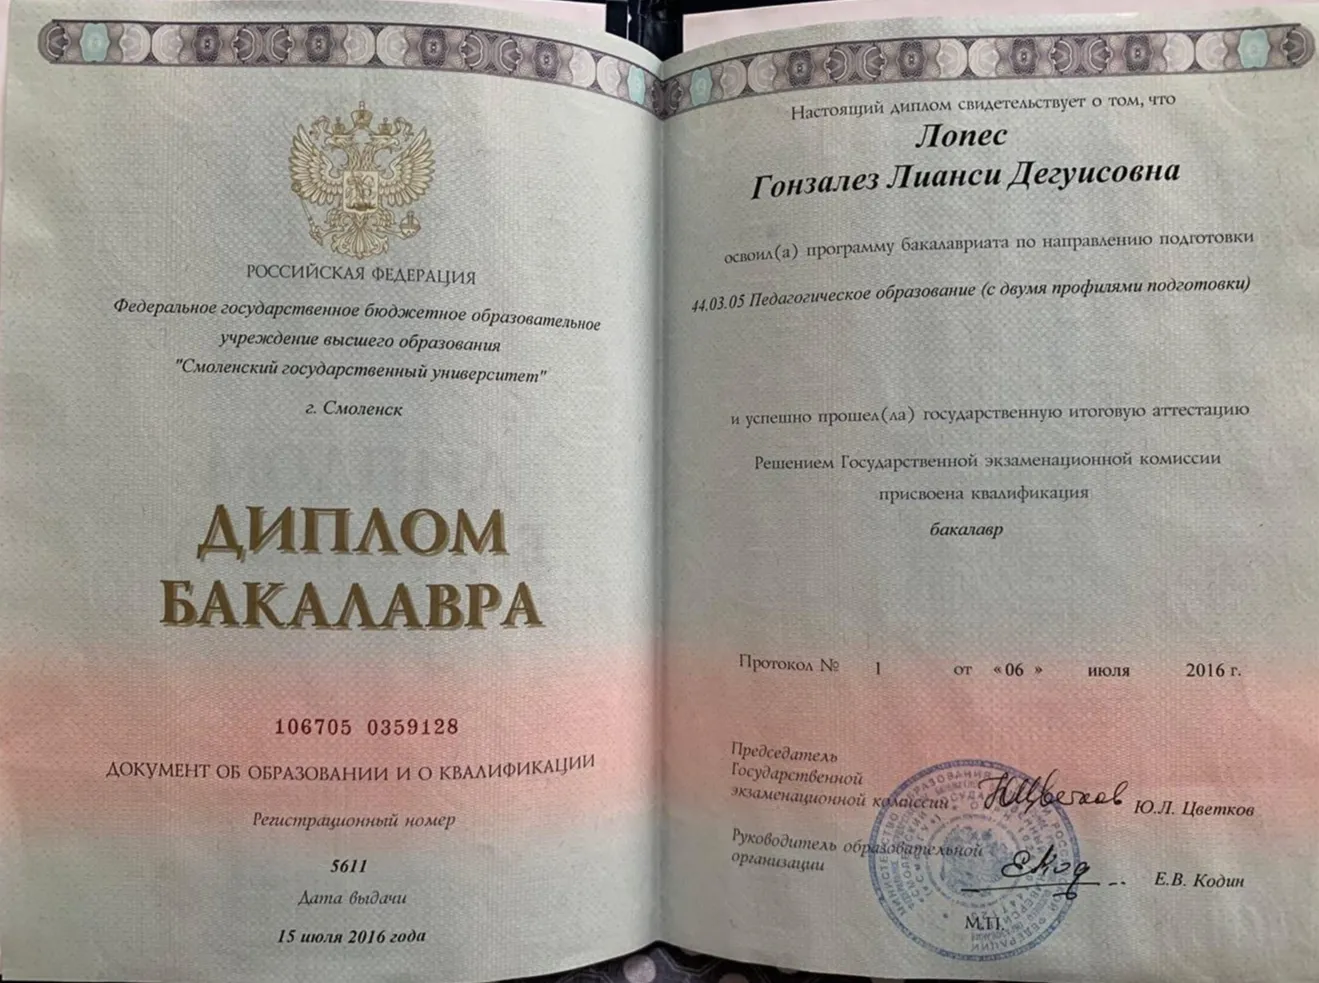 РОССИЙСКАЯ ФЕДЕРАЦИЯ
Федеральное государственное бюджетное образовательное
учреждение высшего образования
"Смоленский государственный университет"
г. Смоленск
ДИПЛОМ
БАКАЛАВРА
106705 0359128
ДОКУМЕНТ ОБ ОБРАЗОВАНИИ И О КВАЛИФИКАЦИИ
Регистрационный номер
5611
Дата выдачи
15 июля 2016 года
Настоящий диплом свидетельствует о том, что
Лопес
Гонзалез Лианси Дегуисовна
освоил(а) программу бакалавриата по направлению подготовки
44.03.05 Педагогическое образование (с двумя профилями подготовки)
и успешно прошел(ла) государственную итоговую аттестацию
Решением Государственной экзаменационной комиссии
присвоена квалификация
бакалавр
Протокол № 1 от «06 » июля 2016 г.
Председатель
Государственной
экзаменационной комиссии Ю.Л. Цветков
Руководитель образовательной
организации Е.В. Кодин
М.П.